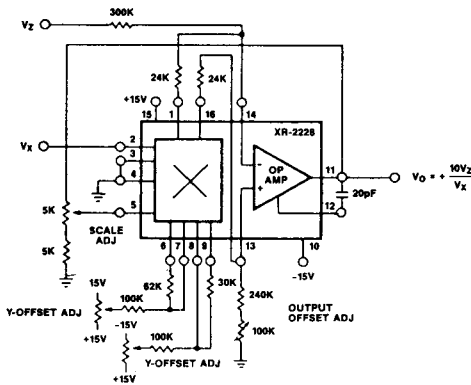 300K
VZ
24K
24K
+15V
15
1
16
14
XR-2228
VX
2
3
4
OP
AMP
11
VO = + 10VZ
VX
20pF
12
5K
5
SCALE
ADJ
6
7
8
9
13
10
-15V
5K
62K
30K
240K
15V
100K
OUTPUT
OFFSET ADJ
Y-OFFSET ADJ
-15V
100K
100K
+15V
Y-OFFSET ADJ
+15V